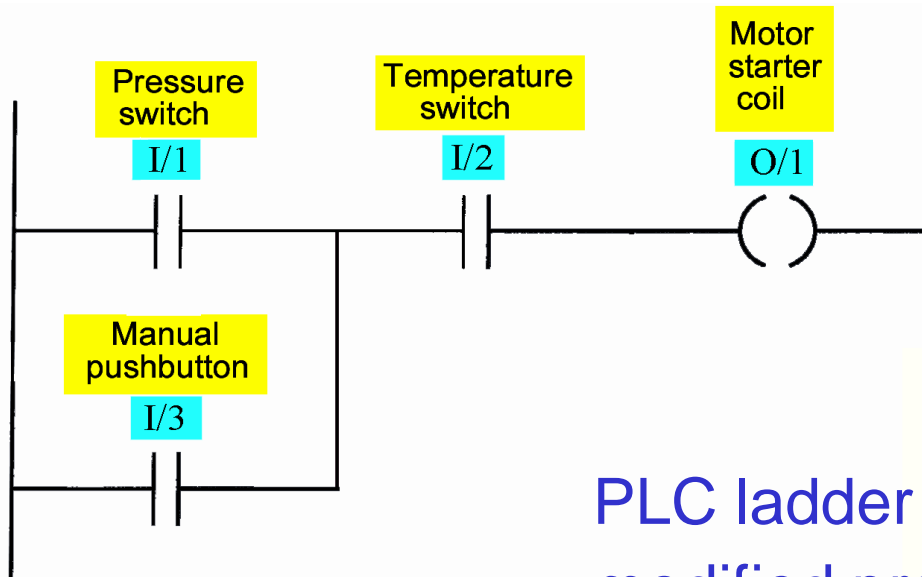 Pressure
switch
I/1
Temperature
switch
I/2
Motor
starter
coil
O/1
Manual
pushbutton
I/3
PLC ladder